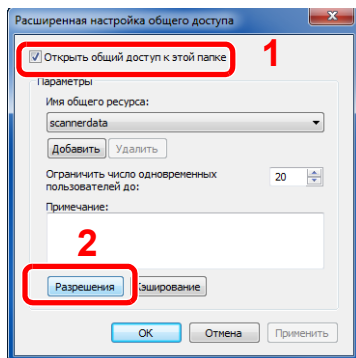 Расширенная настройка общего доступа
Открыть общий доступ к этой папке
1
Параметры
Имя общего ресурса:
scannerdata
Добавить Удалить
Ограничить число одновременных пользователей до: 20
Примечание:
2
Разрешения Кэширование
OK Отмена Применить